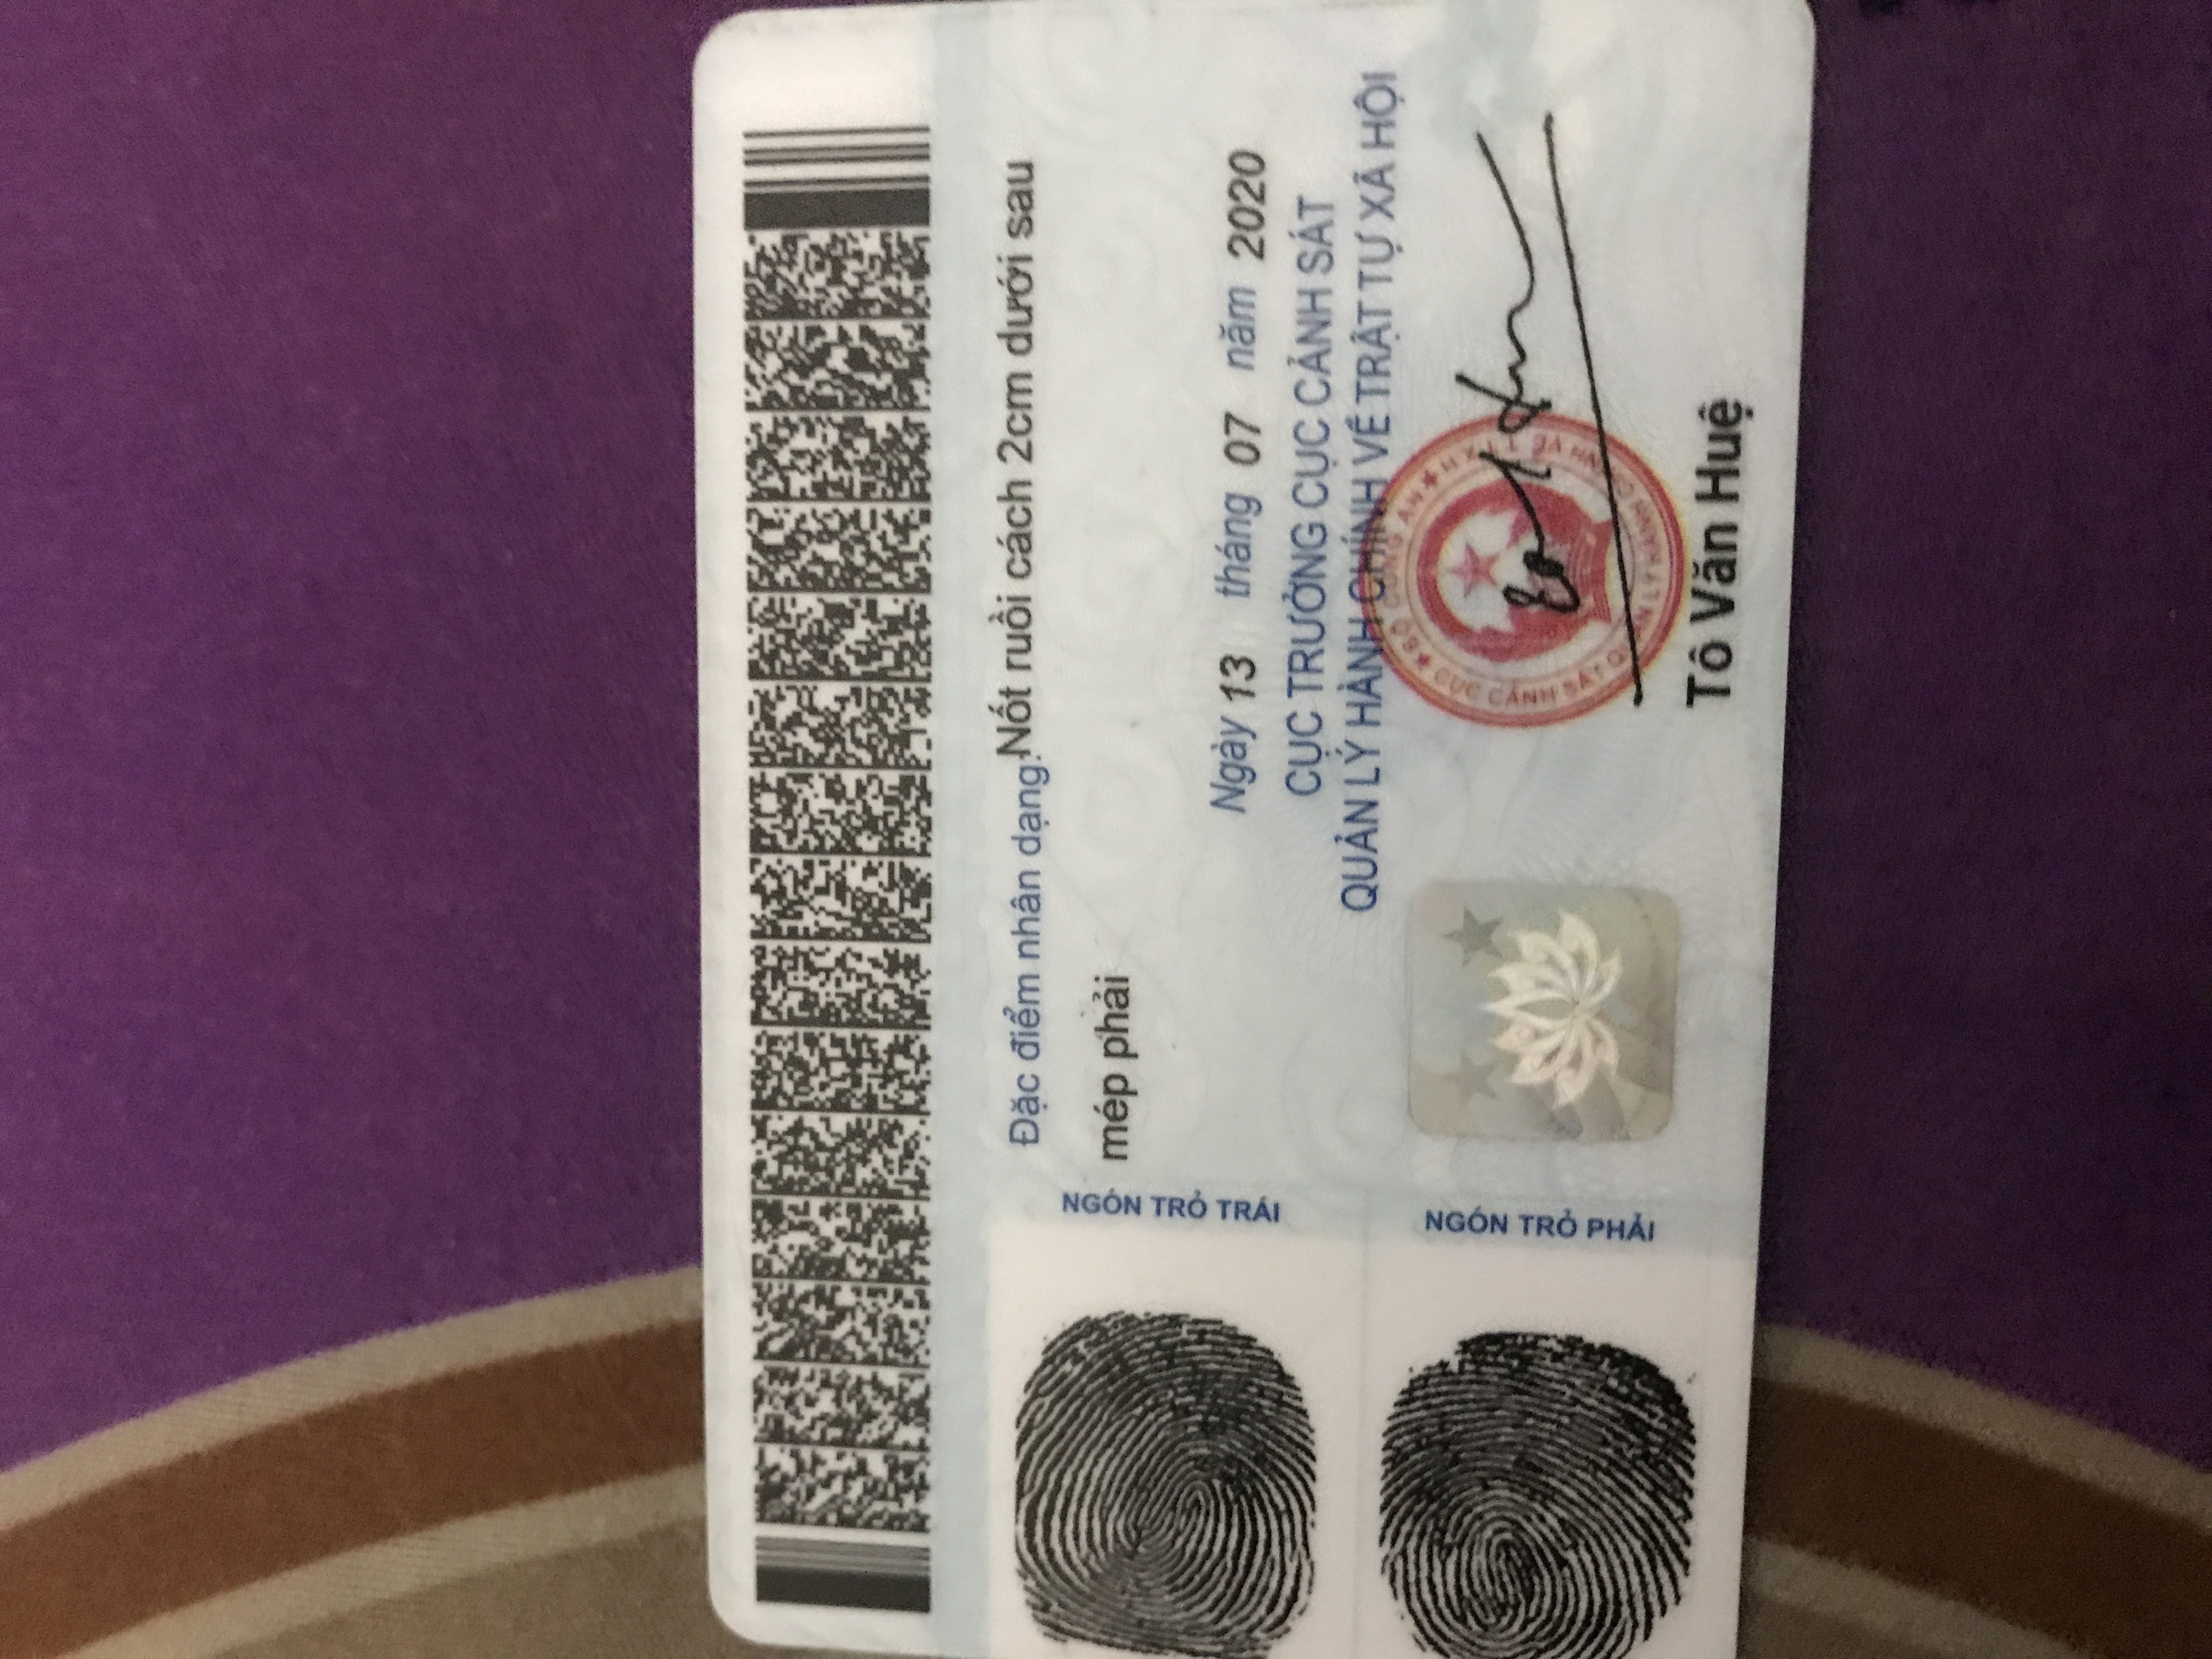 Đặc điểm nhân dạng: Nốt ruồi cách 2cm dưới sau
mép phải
NGÓN TRỎ TRÁI
Ngày 13 tháng 07 năm 2020
CỤC TRƯỞNG CỤC CẢNH SÁT
QUẢN LÝ HÀNH CHÍNH VỀ TRẬT TỰ XÃ HỘI
NGÓN TRỎ PHẢI
BỘ CÔNG AN
CỤC CẢNH SÁT QUẢN LÝ HÀNH CHÍNH
Tô Văn Huệ